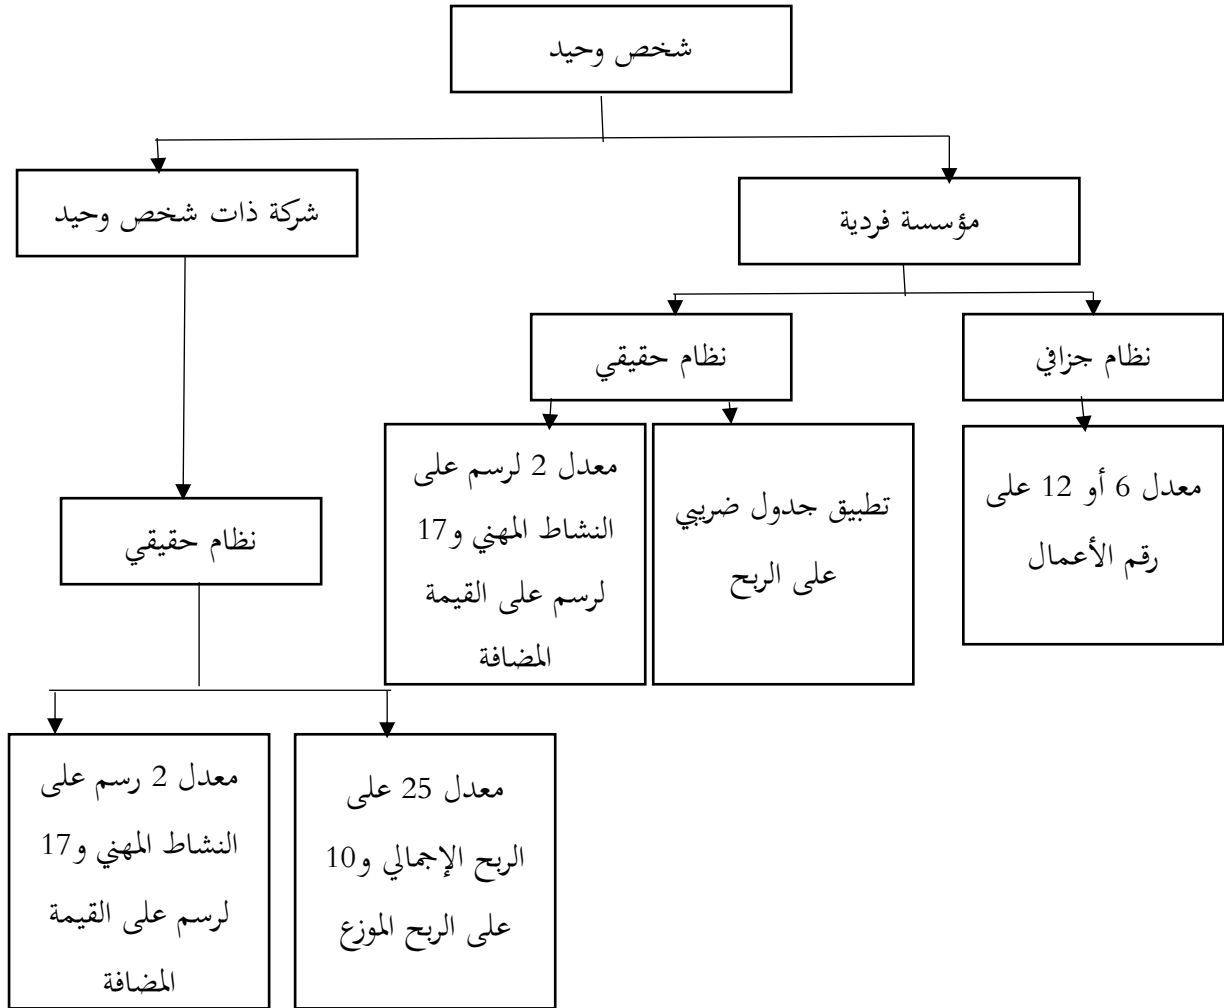 شخص وحيد
مؤسسة فردية
شركة ذات شخص وحيد
نظام جزافي
نظام حقيقي
معدل 6 أو 12 على
رقم الأعمال
تطبيق جدول ضريبي
على الربح
معدل 2 لرسم على
النشاط المهني و17
لرسم على القيمة
المضافة
نظام حقيقي
معدل 25 على
الربح الإجمالي و10
على الربح الموزع
معدل 2 رسم على
النشاط المهني و17
لرسم على القيمة
المضافة